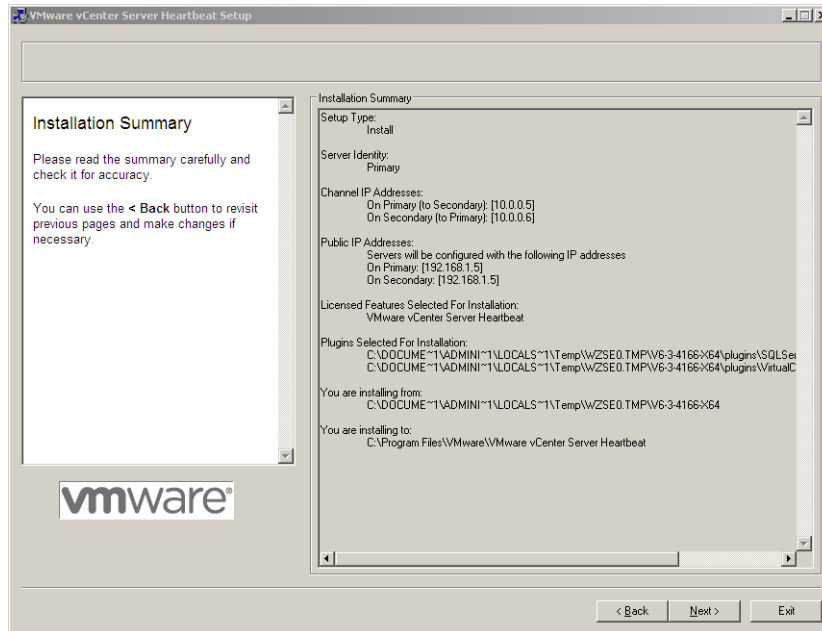 VMware vCenter Server Heartbeat Setup
Installation Summary
Please read the summary carefully and
check it for accuracy.
You can use the < Back button to revisit
previous pages and make changes if
necessary.
vmware®
Installation Summary
Setup Type:
Install
Server Identity:
Primary
Channel IP Addresses:
On Primary (to Secondary): [10.0.0.5]
On Secondary (to Primary): [10.0.0.6]
Public IP Addresses:
Servers will be configured with the following IP addresses
On Primary: [192.168.1.5]
On Secondary: [192.168.1.5]
Licensed Features Selected For Installation:
VMware vCenter Server Heartbeat
Plugins Selected For Installation:
C:\DOCUME~1\ADMINI~1\LOCALS~1\Temp\WZSE0.TMP\V6-3-4166-X64\plugins\SQLSe
C:\DOCUME~1\ADMINI~1\LOCALS~1\Temp\WZSE0.TMP\V6-3-4166-X64\plugins\VirtualC
You are installing from:
C:\DOCUME~1\ADMINI~1\LOCALS~1\Temp\WZSE0.TMP\V6-3-4166-X64
You are installing to:
C:\Program Files\VMware\VMware vCenter Server Heartbeat
< Back
Next >
Exit